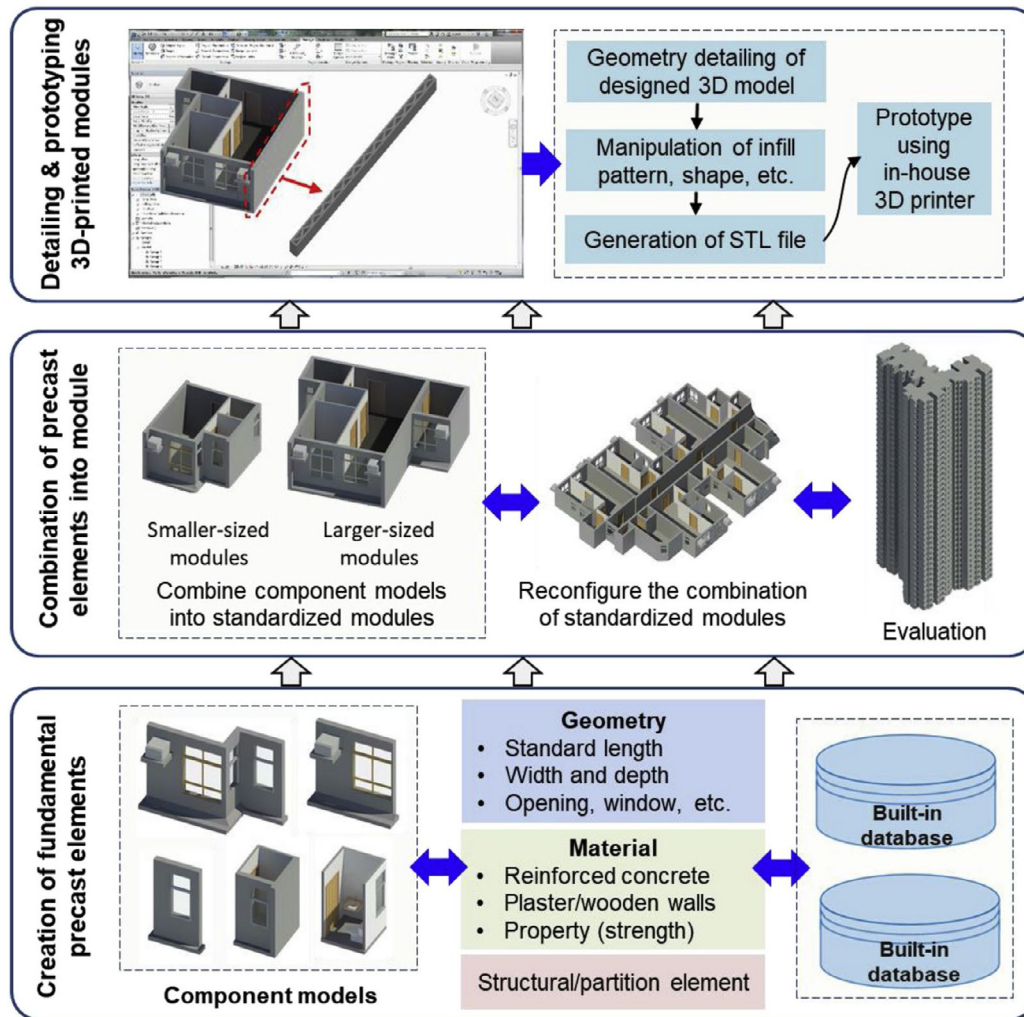 Detailing & prototyping
3D-printed modules
Geometry detailing of
designed 3D model
Manipulation of infill
pattern, shape, etc.
Generation of STL file
Prototype
using
in-house
3D printer
Combination of precast
elements into module
Smaller-sized
modules
Larger-sized
modules
Combine component models
into standardized modules
Reconfigure the combination
of standardized modules
Evaluation
Creation of fundamental
precast elements
Component models
Geometry
• Standard length
• Width and depth
• Opening, window, etc.
Material
• Reinforced concrete
• Plaster/wooden walls
• Property (strength)
Structural/partition element
Built-in
database
Built-in
database